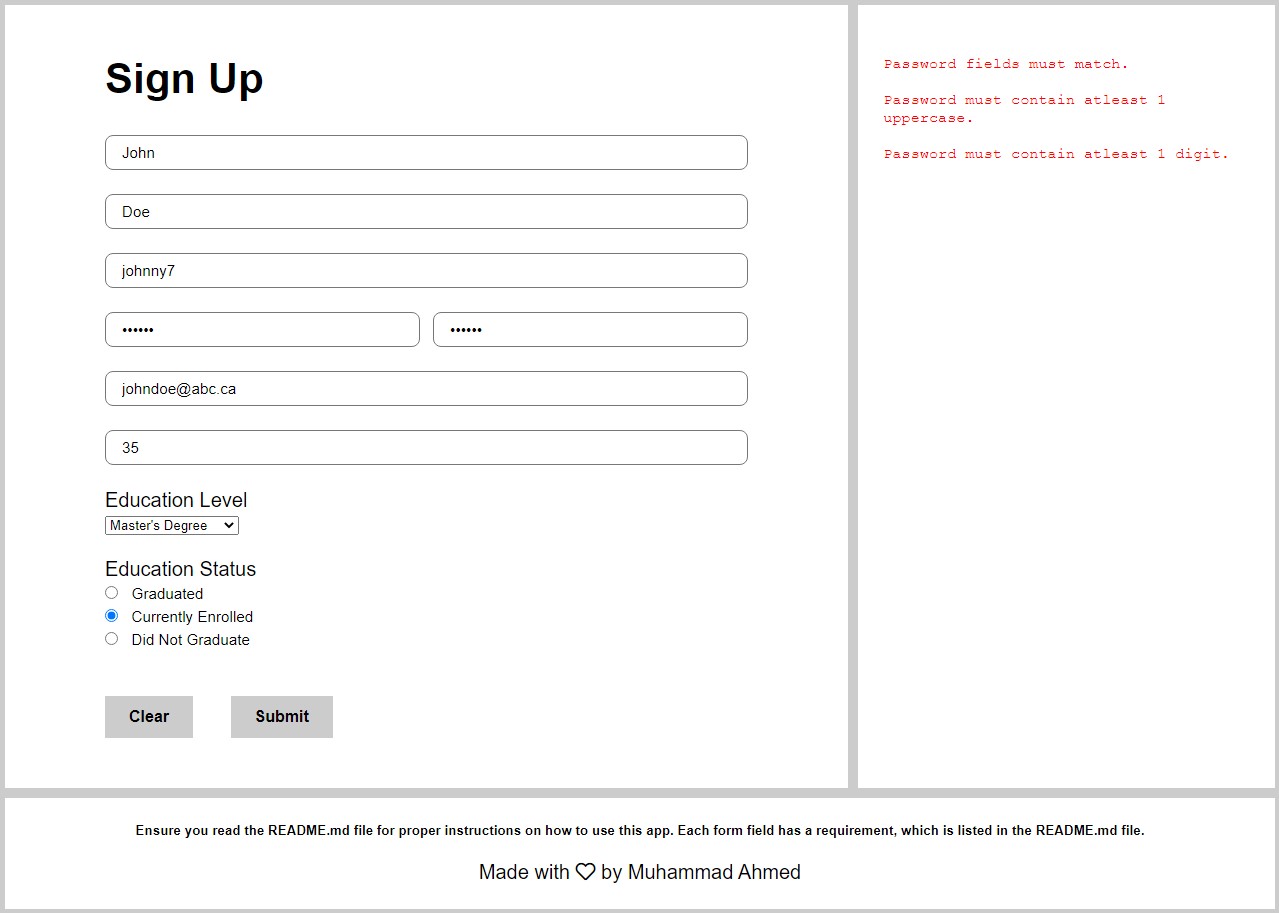 Sign Up
John
Doe
johnny7
•••••• ••••••
johndoe@abc.ca
35
Education Level
Master's Degree
Education Status
Graduated
Currently Enrolled
Did Not Graduate
Clear Submit
Password fields must match.
Password must contain atleast 1
uppercase.
Password must contain atleast 1 digit.
Ensure you read the README.md file for proper instructions on how to use this app. Each form field has a requirement, which is listed in the README.md file.
Made with ♡ by Muhammad Ahmed